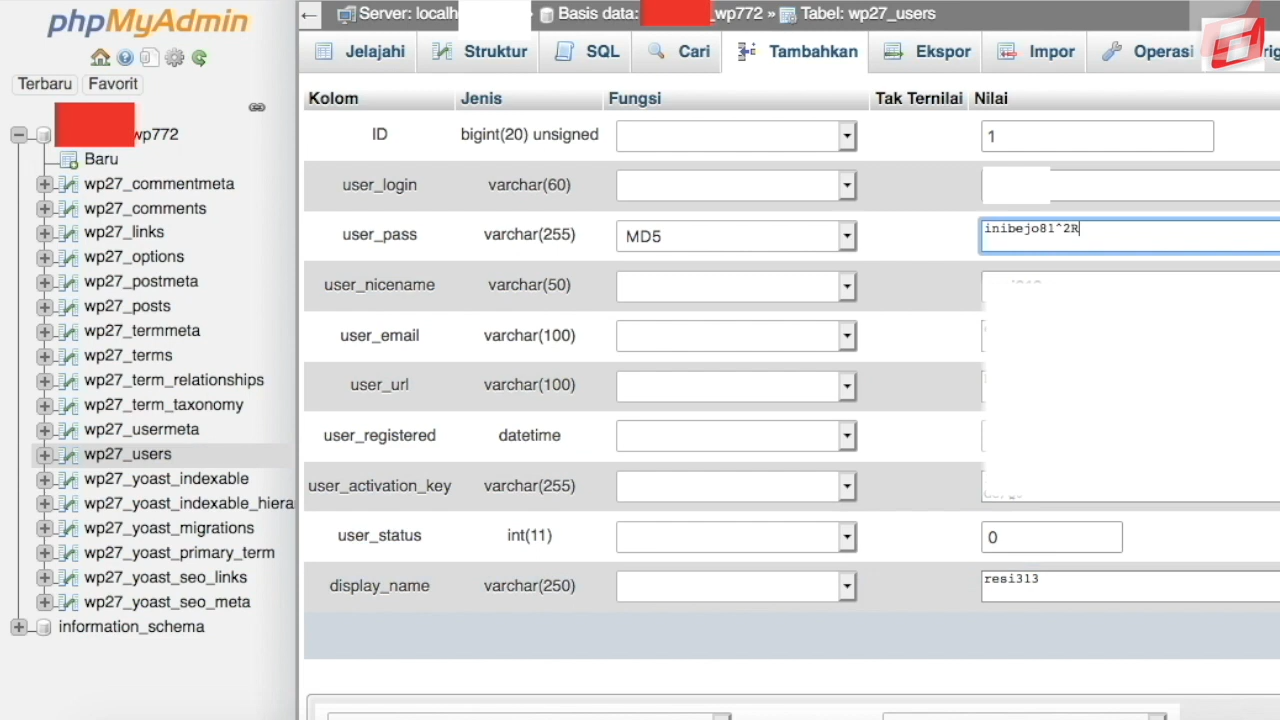 phpMyAdmin
Terbaru Favorit
wp772
Baru
wp27_commentmeta
wp27_comments
wp27_links
wp27_options
wp27_postmeta
wp27_posts
wp27_termmeta
wp27_terms
wp27_term_relationships
wp27_term_taxonomy
wp27_usermeta
wp27_users
wp27_yoast_indexable
wp27_yoast_indexable_hiera
wp27_yoast_migrations
wp27_yoast_primary_term
wp27_yoast_seo_links
wp27_yoast_seo_meta
information_schema
Server: localh » Basis data: _wp772 » Tabel: wp27_users
Jelajahi Struktur SQL Cari Tambahkan Ekspor Impor Operasi
Kolom Jenis Fungsi Tak Ternilai Nilai
ID bigint(20) unsigned 1
user_login varchar(60)
user_pass varchar(255) MD5 inibejo81^2R
user_nicename varchar(50)
user_email varchar(100)
user_url varchar(100)
user_registered datetime
user_activation_key varchar(255)
user_status int(11) 0
display_name varchar(250) resi313